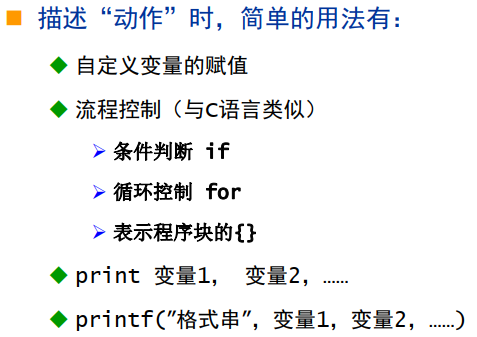 描述“动作”时，简单的用法有：
自定义变量的赋值
流程控制（与C语言类似）
条件判断 if
循环控制 for
表示程序块的{}
print 变量1， 变量2，……
printf(”格式串”，变量1，变量2，……)